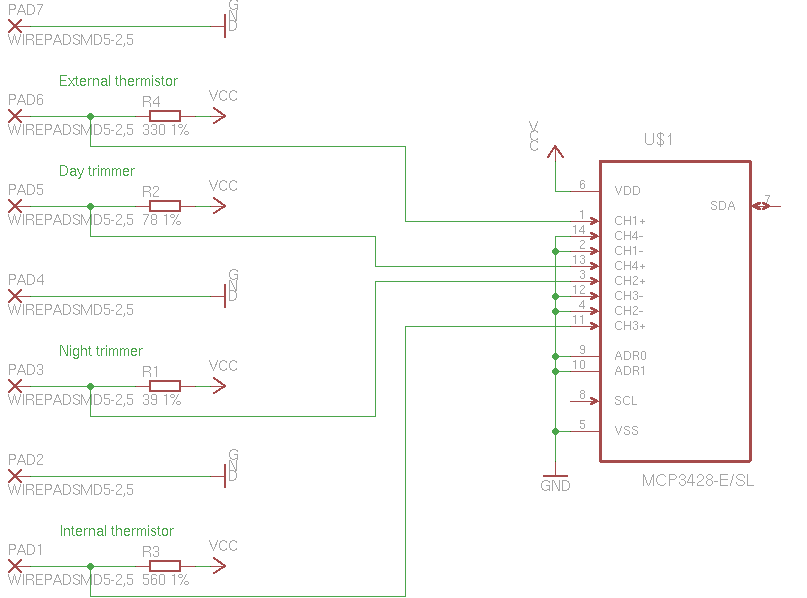 PAD7
GND
WIREPADSMD5-2,5
External thermistor
PAD6
R4
VCC
WIREPADSMD5-2,5
330 1%
Day trimmer
PAD5
R2
VCC
WIREPADSMD5-2,5
78 1%
PAD4
GND
WIREPADSMD5-2,5
Night trimmer
PAD3
R1
VCC
WIREPADSMD5-2,5
39 1%
PAD2
GND
WIREPADSMD5-2,5
Internal thermistor
PAD1
R3
VCC
WIREPADSMD5-2,5
560 1%
VCC
U$1
6 VDD
SDA 7
1 CH1+
14 CH4-
2 CH1-
13 CH4+
3 CH2+
12 CH3-
4 CH2-
11 CH3+
9 ADR0
10 ADR1
8 SCL
5 VSS
GND
MCP3428-E/SL